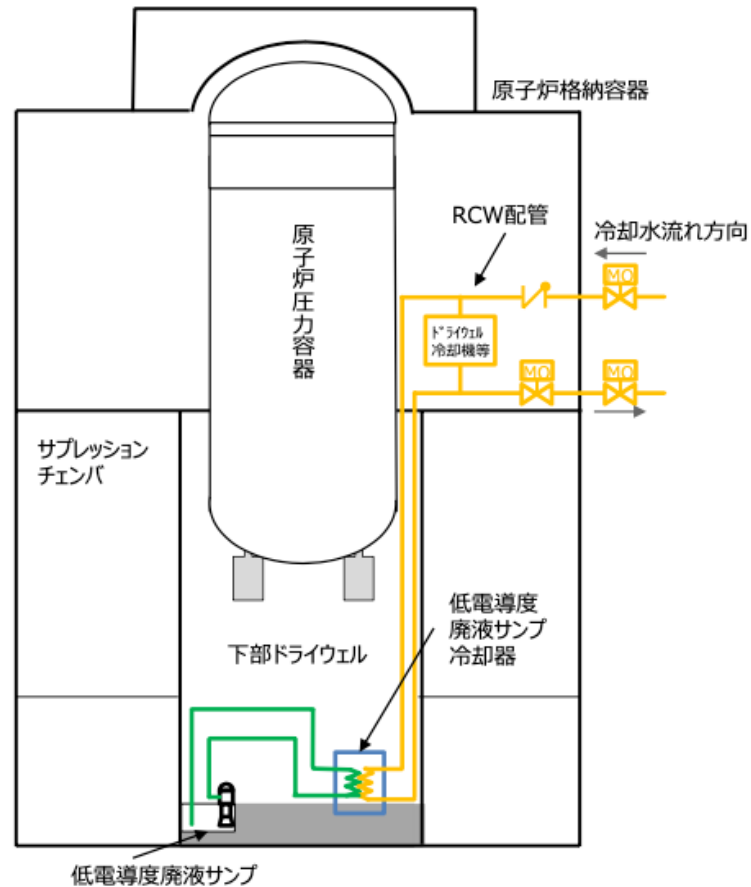 原子炉格納容器
RCW配管
冷却水流れ方向
MO
原子炉圧力容器
ﾄﾞﾗｲｳｪﾙ
冷却機等
MO
MO
サプレッション
チェンバ
低電導度
廃液サンプ
冷却器
下部ドライウェル
低電導度廃液サンプ